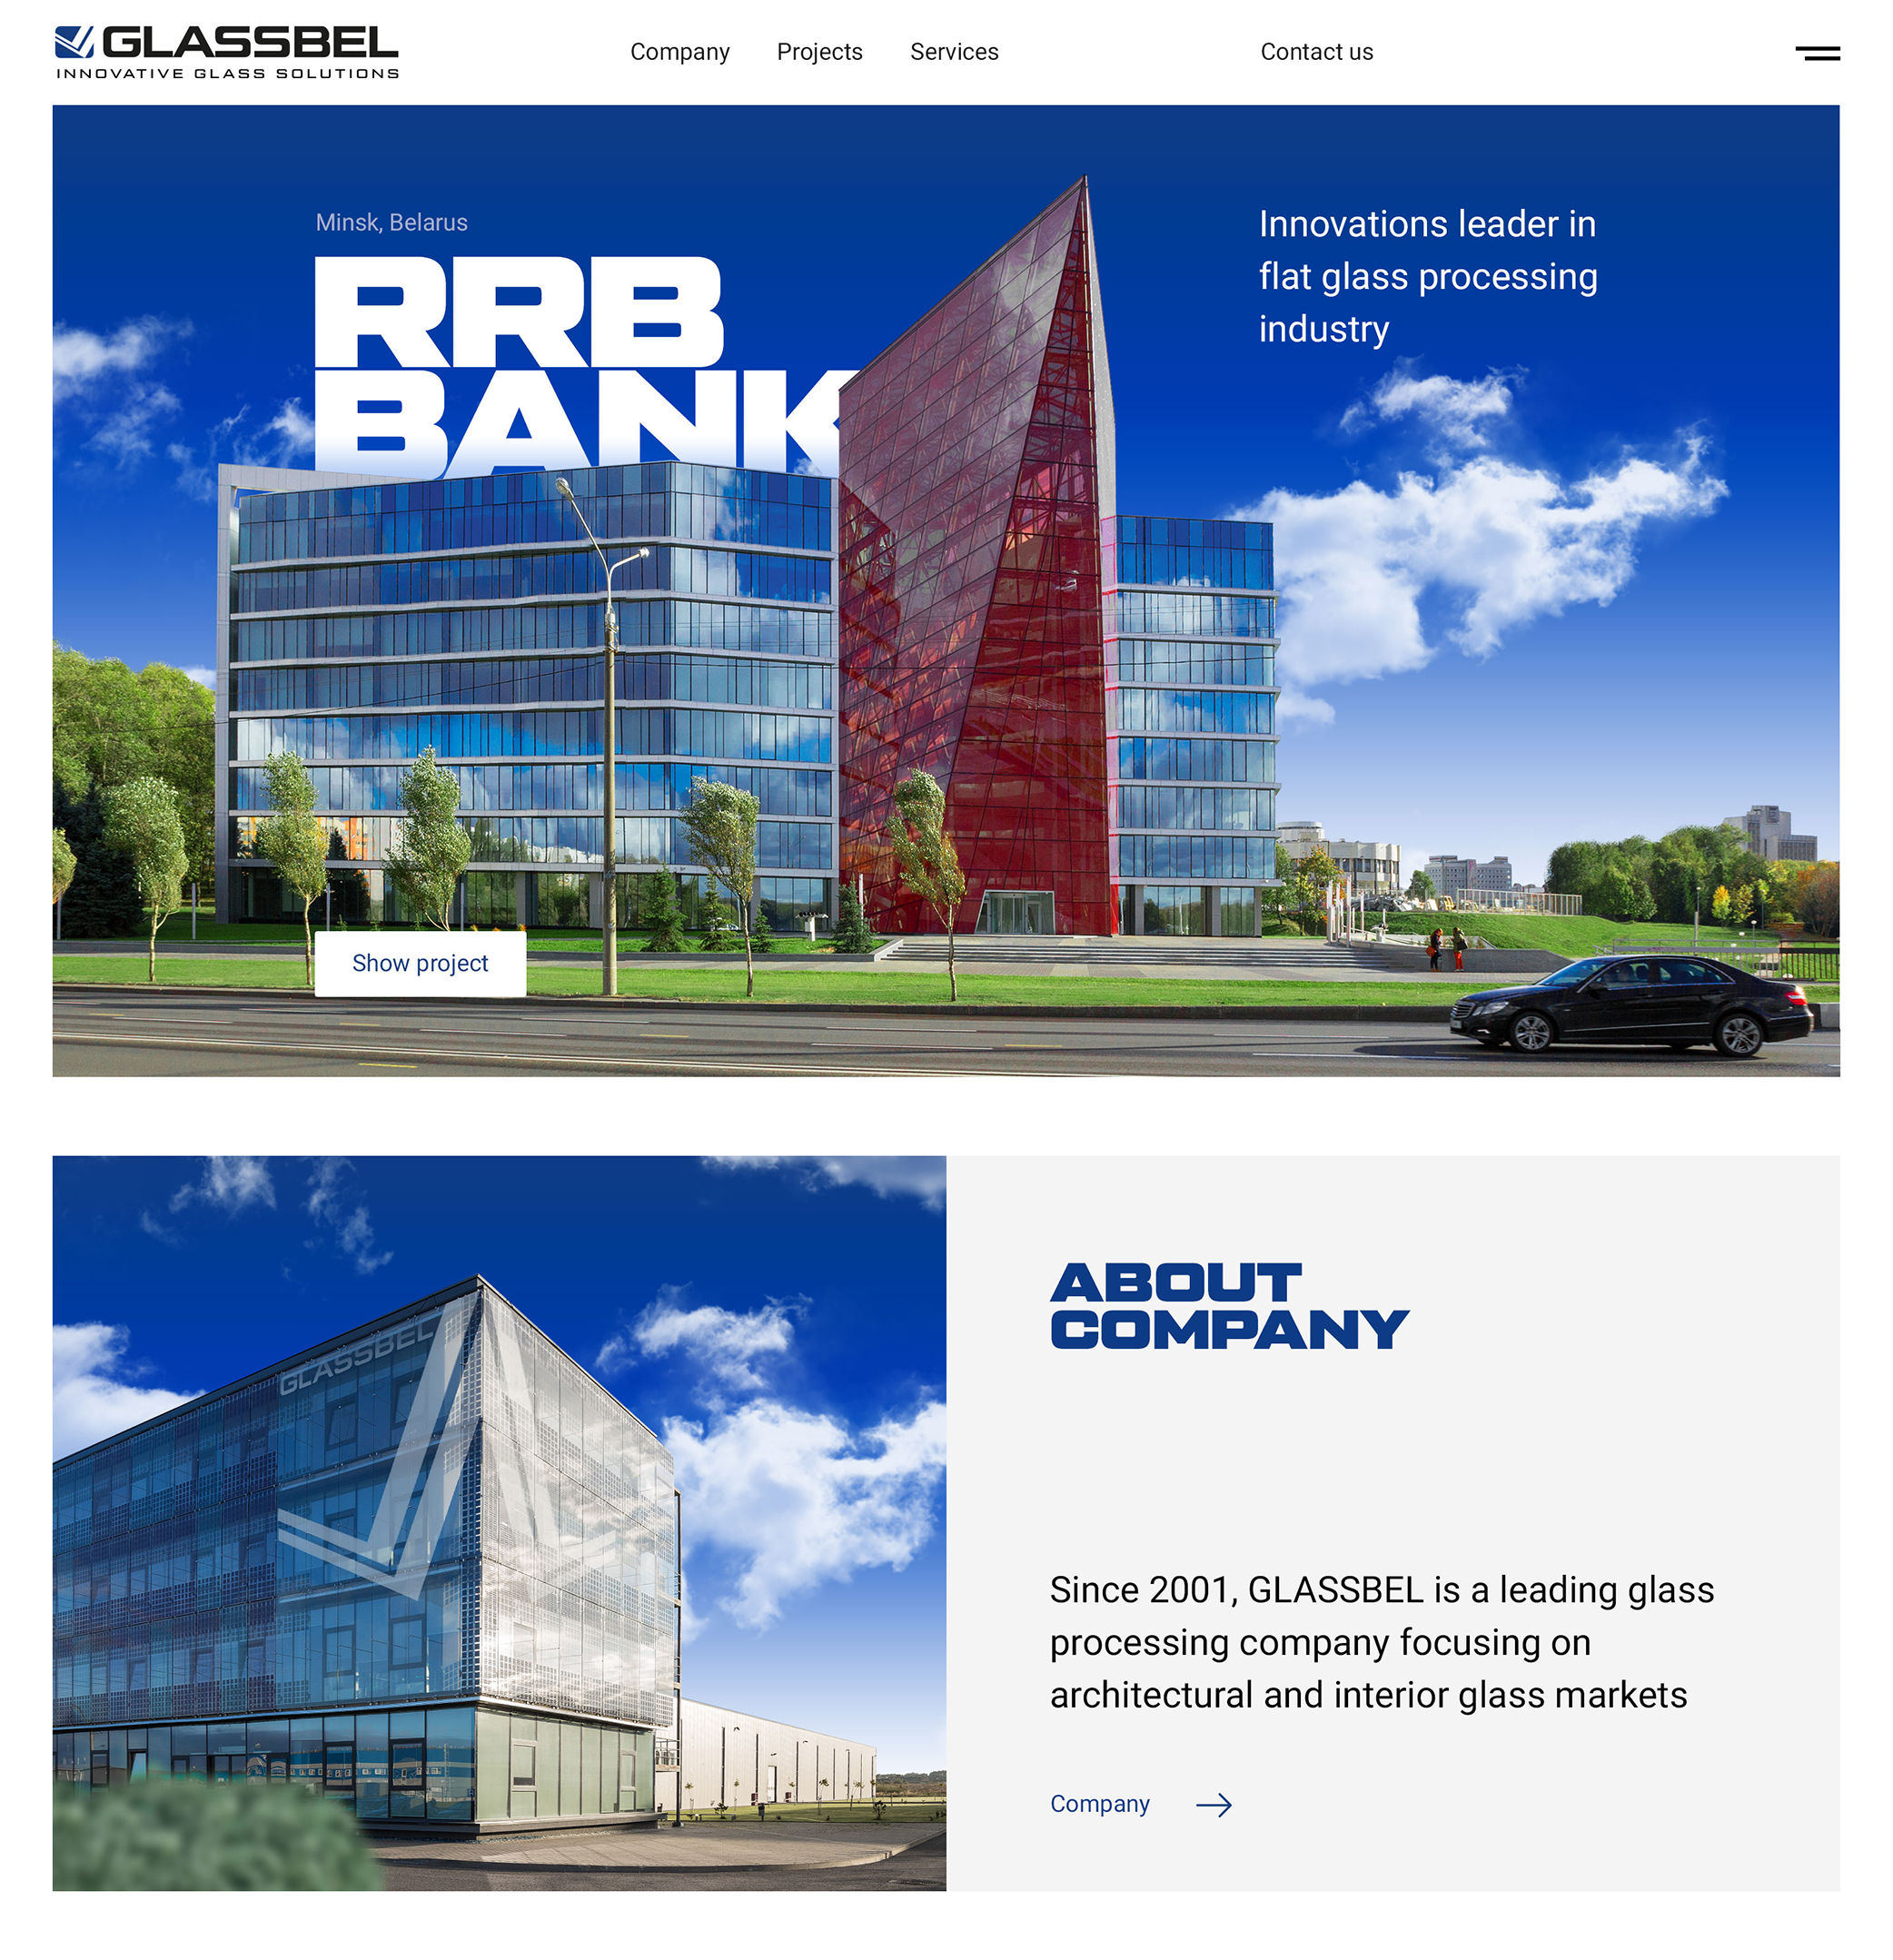 GLASSBEL
INNOVATIVE GLASS SOLUTIONS
Company
Projects
Services
Contact us
Minsk, Belarus
RRB
BANK
Innovations leader in
flat glass processing
industry
Show project
GLASSBEL
ABOUT
COMPANY
Since 2001, GLASSBEL is a leading glass
processing company focusing on
architectural and interior glass markets
Company